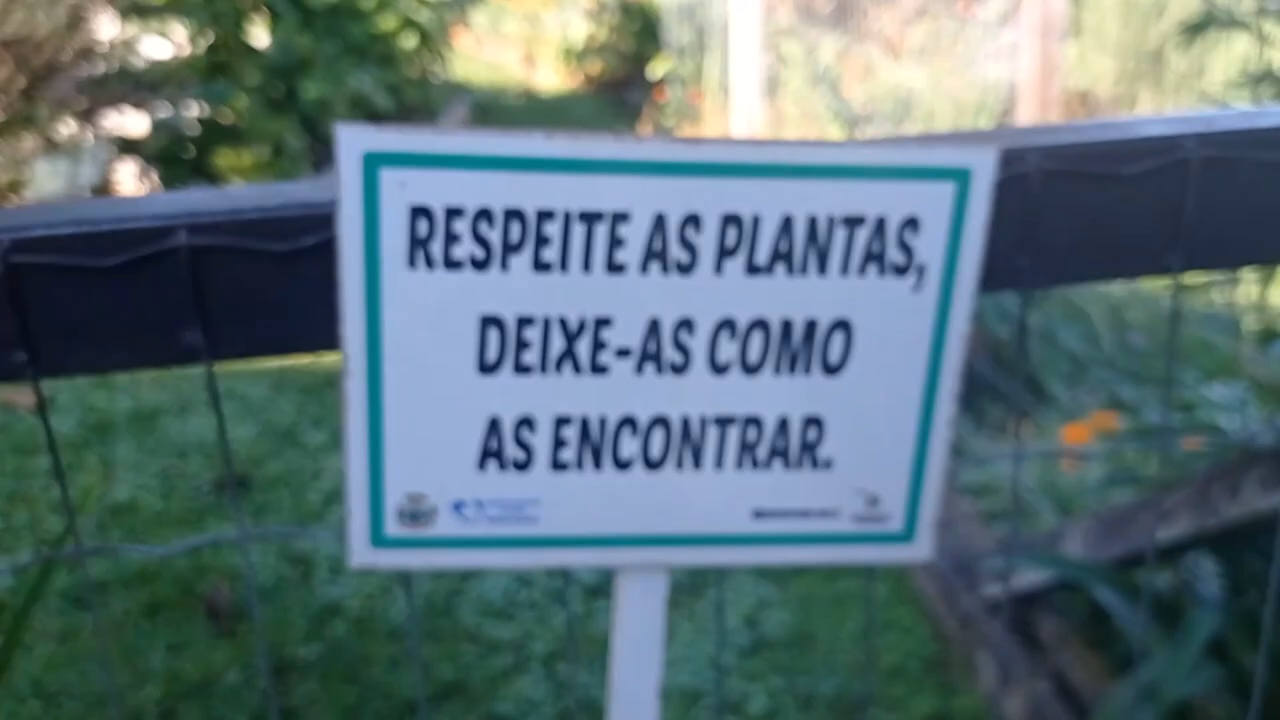 RESPEITE AS PLANTAS,
DEIXE-AS COMO
AS ENCONTRAR.